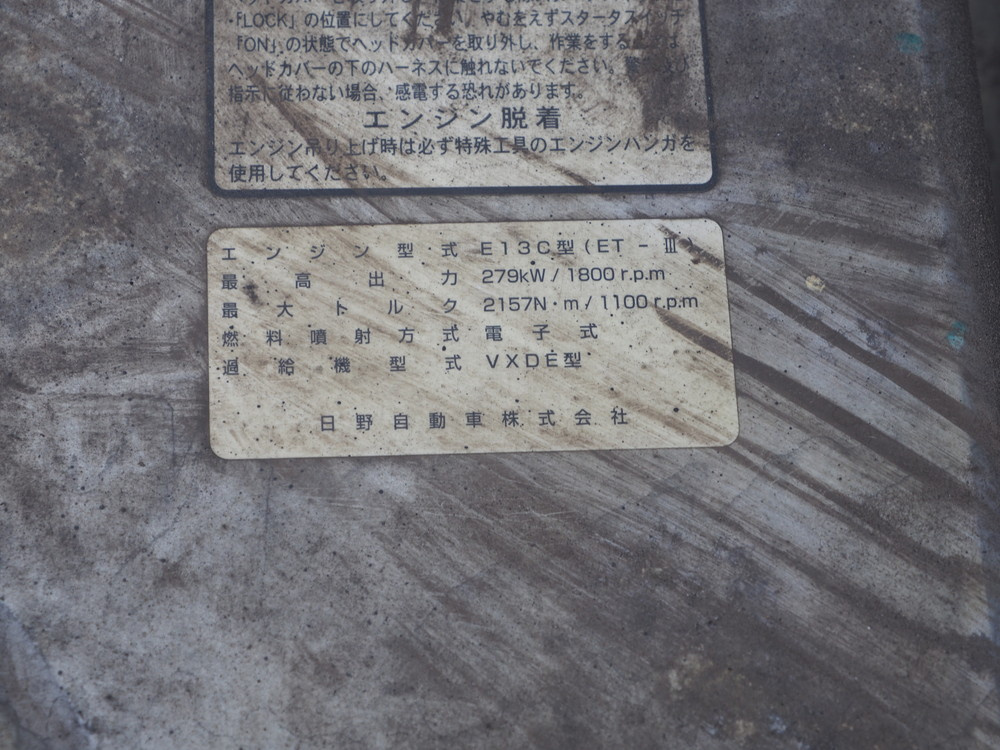 ・「LOCK」の位置にしてください。やむをえずスタータスイッチ
「ON」の状態でヘッドカバーを取り外し、作業をする
ヘッドカバーの下のハーネスに触れないでください。
指示に従わない場合、感電する恐れがあります。
エンジン脱着
エンジン吊り上げ時は必ず特殊工具のエンジンハンガを
使用してください。
エンジン型式 E13C型(ET-Ⅲ)
最高出力 279kW/1800r.p.m
最大トルク 2157N・m/1100r.p.m
燃料噴射方式 電子式
過給機型式 VXDE型
日野自動車株式会社